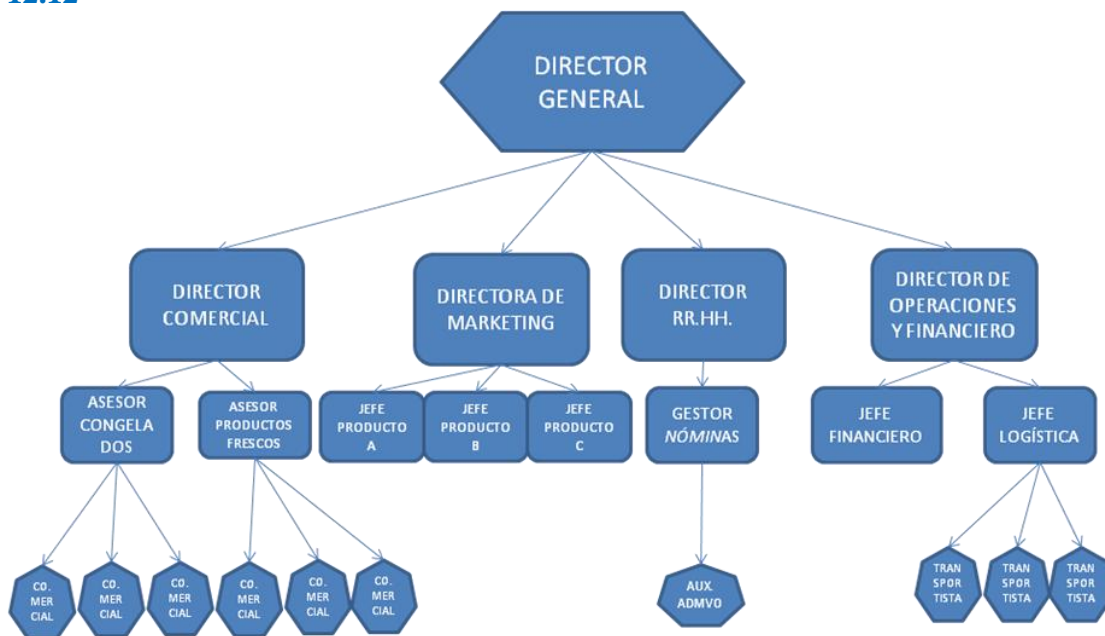 12.12
DIRECTOR
GENERAL
DIRECTOR
COMERCIAL
DIRECTORA DE
MARKETING
DIRECTOR
RR.HH.
DIRECTOR DE
OPERACIONES
Y FINANCIERO
ASESOR
CONGELA
DOS
ASESOR
PRODUCTOS
FRESCOS
JEFE
PRODUCTO
A
JEFE
PRODUCTO
B
JEFE
PRODUCTO
C
GESTOR
NÓMINAS
JEFE
FINANCIERO
JEFE
LOGÍSTICA
CO.
MER
CIAL
CO.
MER
CIAL
CO.
MER
CIAL
CO.
MER
CIAL
CO.
MER
CIAL
CO.
MER
CIAL
AUX.
ADMVO
TRAN
SPOR
TISTA
TRAN
SPOR
TISTA
TRAN
SPOR
TISTA